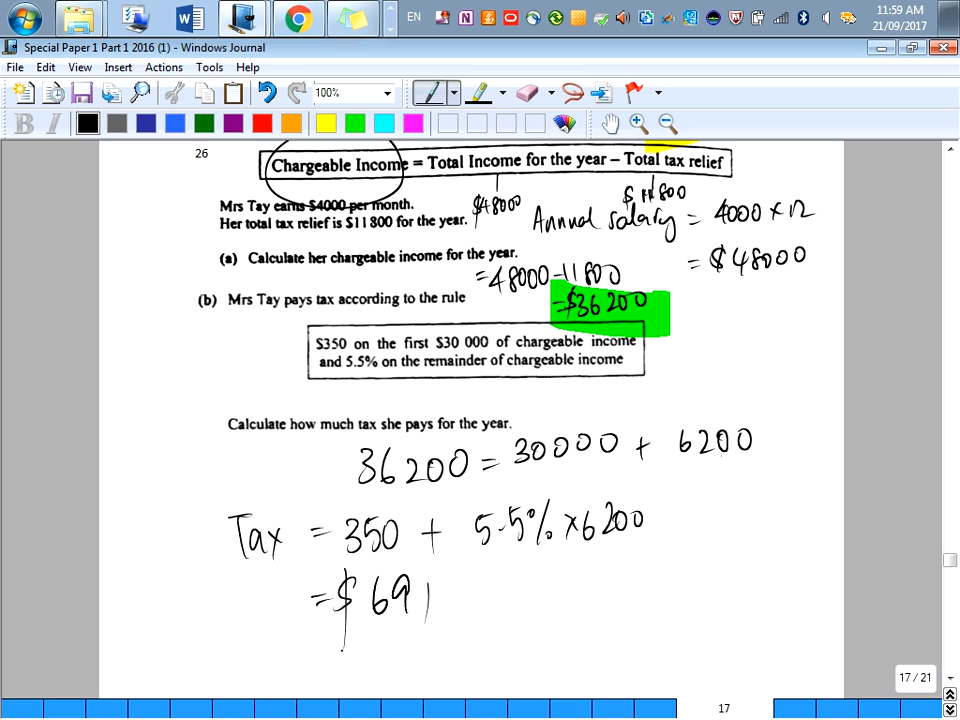 EN
11:59 AM
21/09/2017
Special Paper 1 Part 1 2016 (1) - Windows Journal
File Edit View Insert Actions Tools Help
100%
B I
26
Chargeable Income = Total Income for the year – Total tax relief
$48000 $11800
Mrs Tay earns $4000 per month.
Her total tax relief is $11 800 for the year.
Annual salary = 4000 × 12
= $48000
(a) Calculate her chargeable income for the year.
= 48000 - 11800
= $36200
(b) Mrs Tay pays tax according to the rule
$350 on the first $30 000 of chargeable income
and 5.5% on the remainder of chargeable income
Calculate how much tax she pays for the year.
36200 = 30000 + 6200
Tax = 350 + 5.5% × 6200
= $691
17 / 21
17